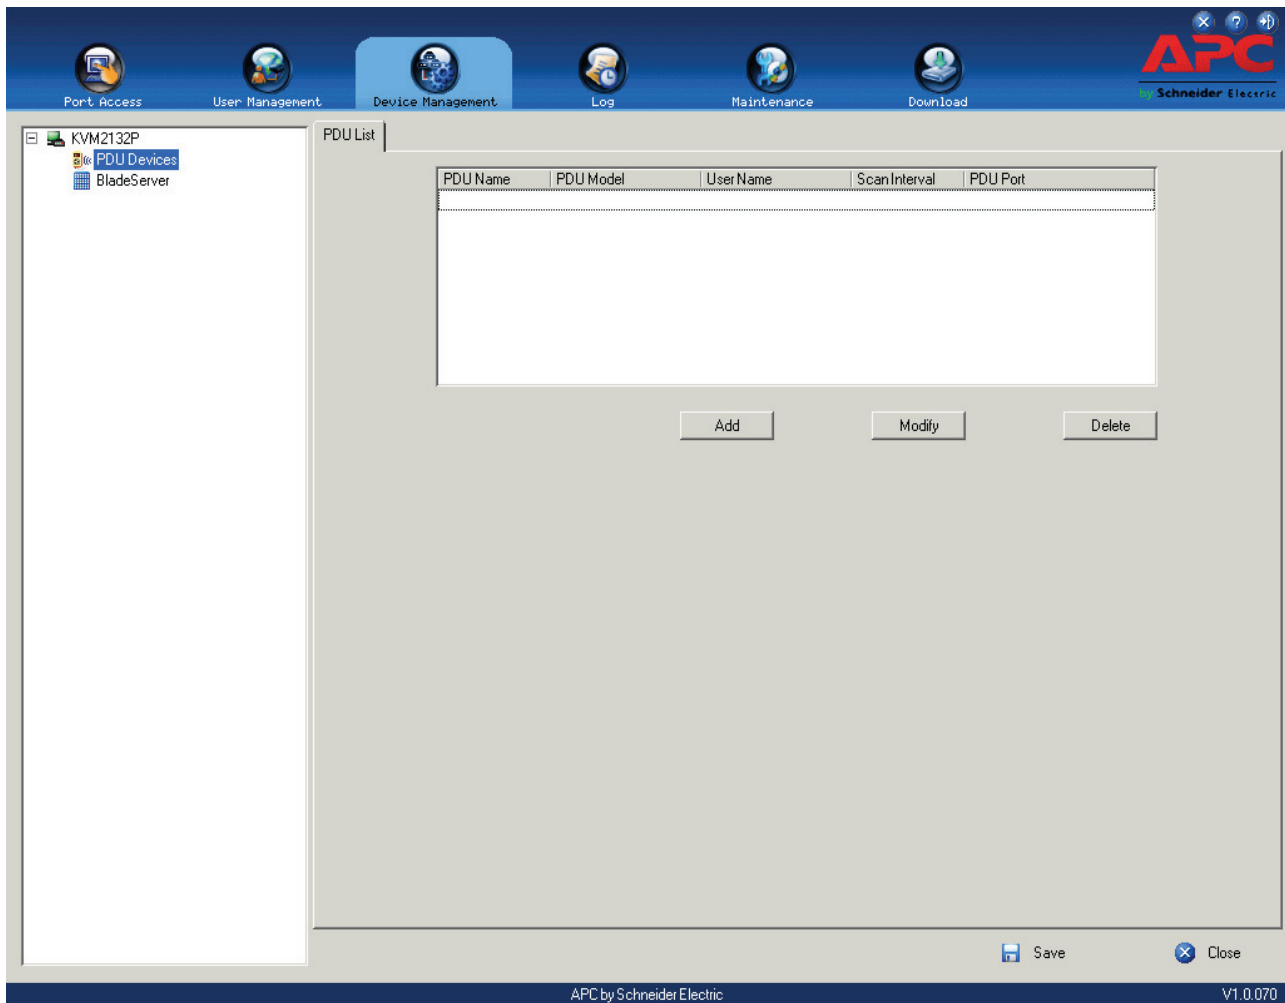 APC
by Schneider Electric
Port Access
User Management
Device Management
Log
Maintenance
Download
KVM2132P
PDU Devices
BladeServer
PDU List
PDU Name PDU Model User Name Scan Interval PDU Port
Add
Modify
Delete
Save
Close
APC by Schneider Electric
V1.0.070